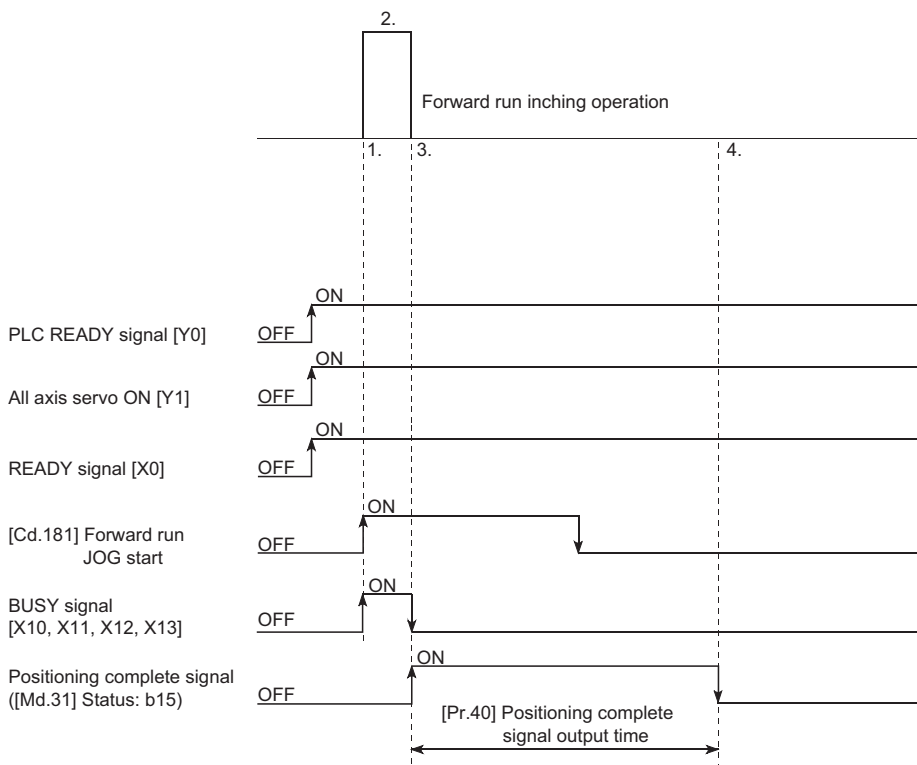 2.
Forward run inching operation
1.
3.
4.
ON
PLC READY signal [Y0]
OFF
ON
All axis servo ON [Y1]
OFF
ON
READY signal [X0]
OFF
ON
[Cd.181] Forward run
JOG start
OFF
ON
BUSY signal
[X10, X11, X12, X13]
OFF
ON
Positioning complete signal
([Md.31] Status: b15)
OFF
[Pr.40] Positioning complete
signal output time